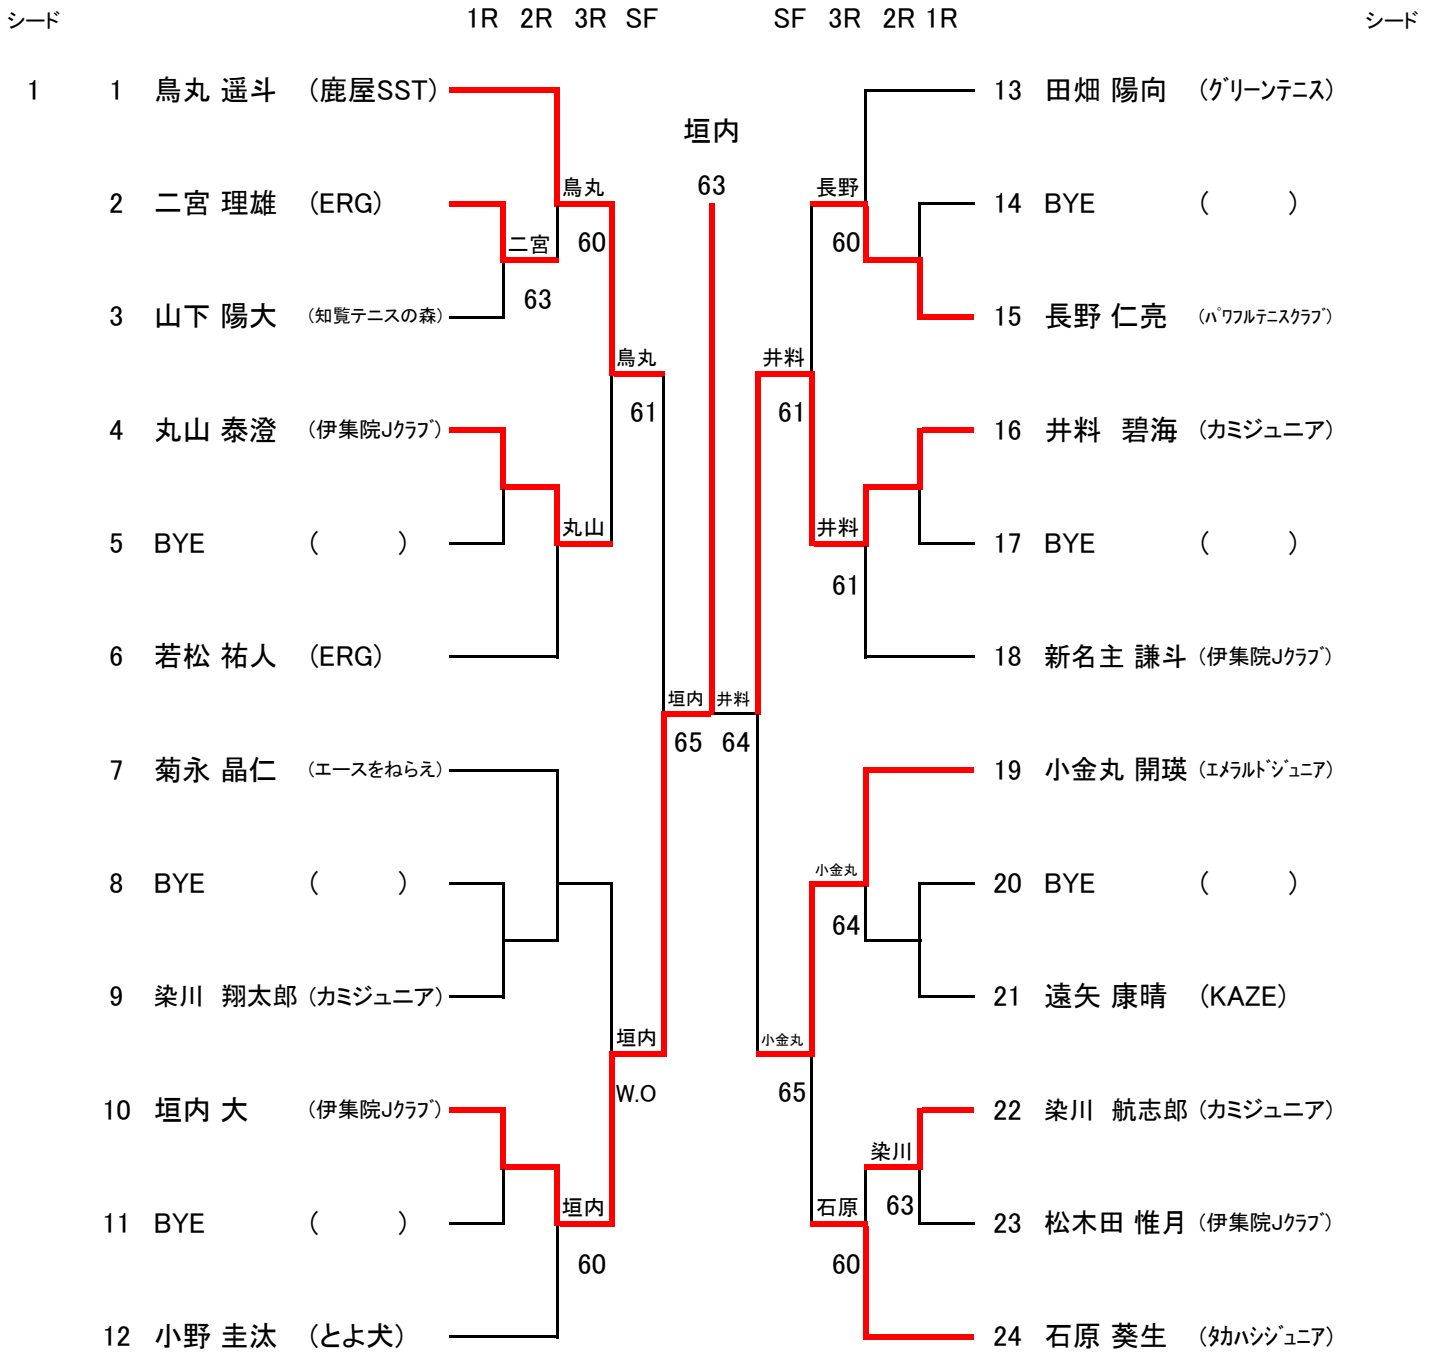 シード 1R 2R 3R SF SF 3R 2R 1R シード
1 1 鳥丸 遥斗 (鹿屋SST) 13 田畑 陽向 (グリーンテニス)
垣内
2 二宮 理雄 (ERG) 鳥丸 63 長野 14 BYE ( )
二宮 60 60
63
3 山下 陽大 (知覧テニスの森) 15 長野 仁亮 (パワフルテニスクラブ)
鳥丸 井料
61 61
4 丸山 泰澄 (伊集院Jクラブ) 16 井料 碧海 (カミジュニア)
丸山 井料
5 BYE ( ) 17 BYE ( )
61
6 若松 祐人 (ERG) 18 新名主 謙斗 (伊集院Jクラブ)
垣内 井料
65 64
7 菊永 晶仁 (エースをねらえ) 19 小金丸 開瑛 (エメラルドジュニア)
小金丸
8 BYE ( ) 20 BYE ( )
64
9 染川 翔太郎 (カミジュニア) 21 遠矢 康晴 (KAZE)
垣内 小金丸
W.O 65
10 垣内 大 (伊集院Jクラブ) 22 染川 航志郎 (カミジュニア)
染川
垣内 石原 63
11 BYE ( ) 23 松木田 惟月 (伊集院Jクラブ)
60 60
12 小野 圭汰 (とよ犬) 24 石原 葵生 (タカハシジュニア)